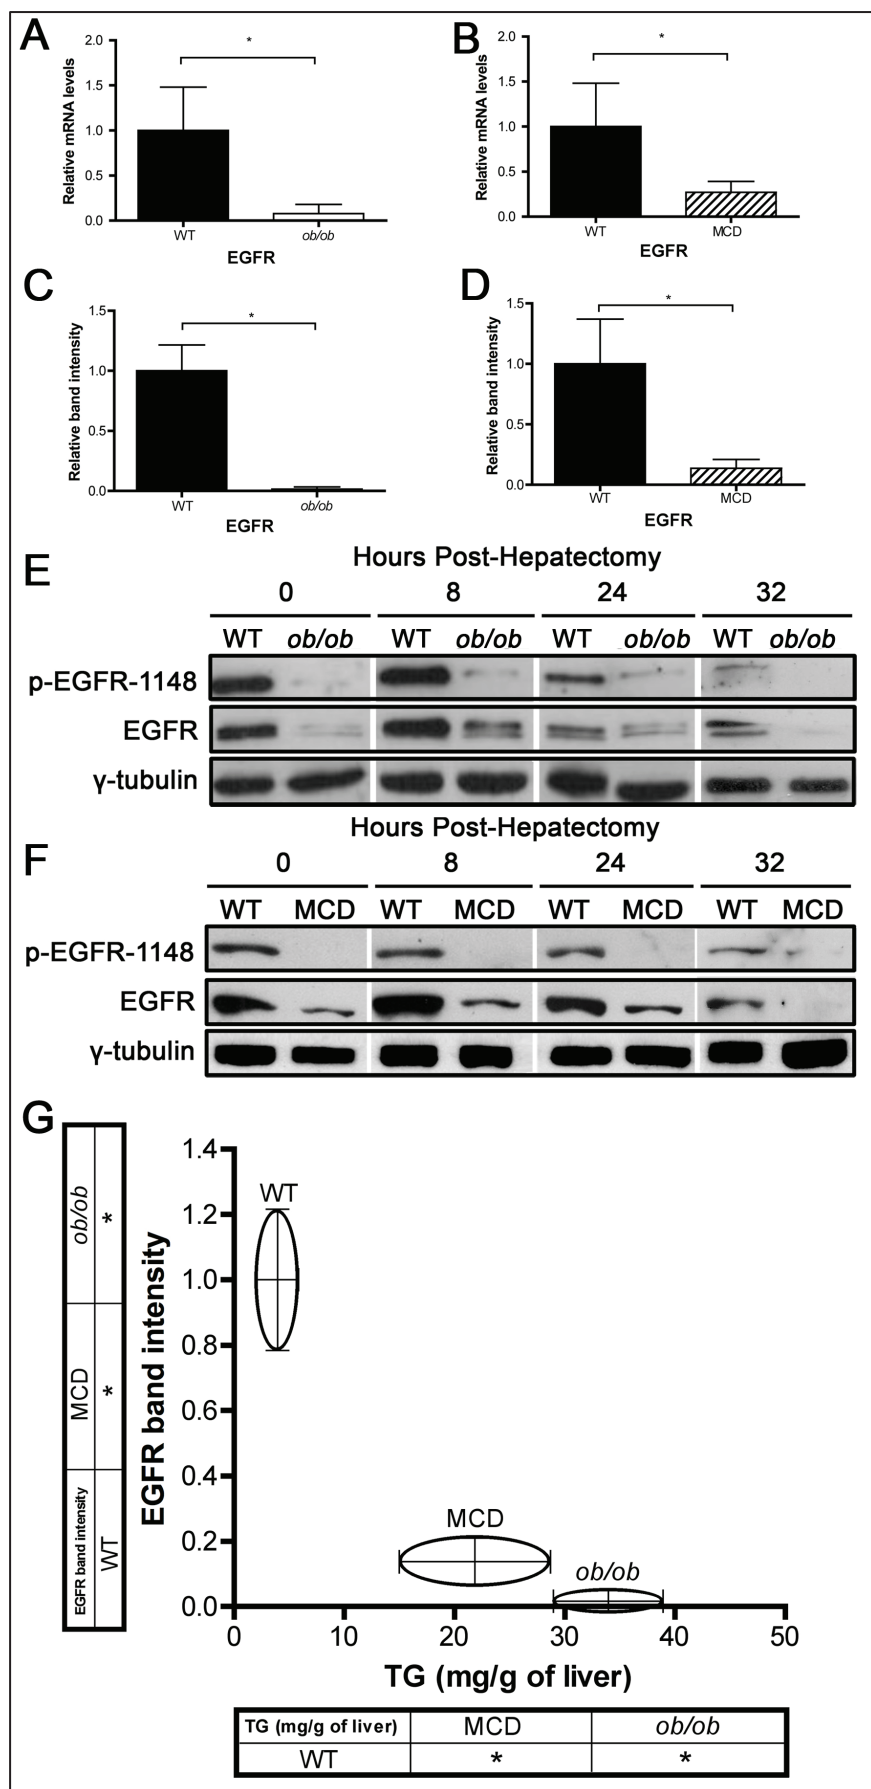 A
2.0
1.5
1.0
0.5
0.0
Relative mRNA levels
*
WT
ob/ob
EGFR
B
2.0
1.5
1.0
0.5
0.0
Relative mRNA levels
*
WT
MCD
EGFR
C
1.5
1.0
0.5
0.0
Relative band intensity
*
WT
ob/ob
EGFR
D
1.5
1.0
0.5
0.0
Relative band intensity
*
WT
MCD
EGFR
E
Hours Post-Hepatectomy
0 8 24 32
WT ob/ob WT ob/ob WT ob/ob WT ob/ob
p-EGFR-1148
EGFR
γ-tubulin
F
Hours Post-Hepatectomy
0 8 24 32
WT MCD WT MCD WT MCD WT MCD
p-EGFR-1148
EGFR
γ-tubulin
G
EGFR band intensity MCD ob/ob
WT * *
EGFR band intensity
1.4
1.2
1.0
0.8
0.6
0.4
0.2
0.0
WT
MCD
ob/ob
0 10 20 30 40 50
TG (mg/g of liver)
TG (mg/g of liver) MCD ob/ob
WT * *